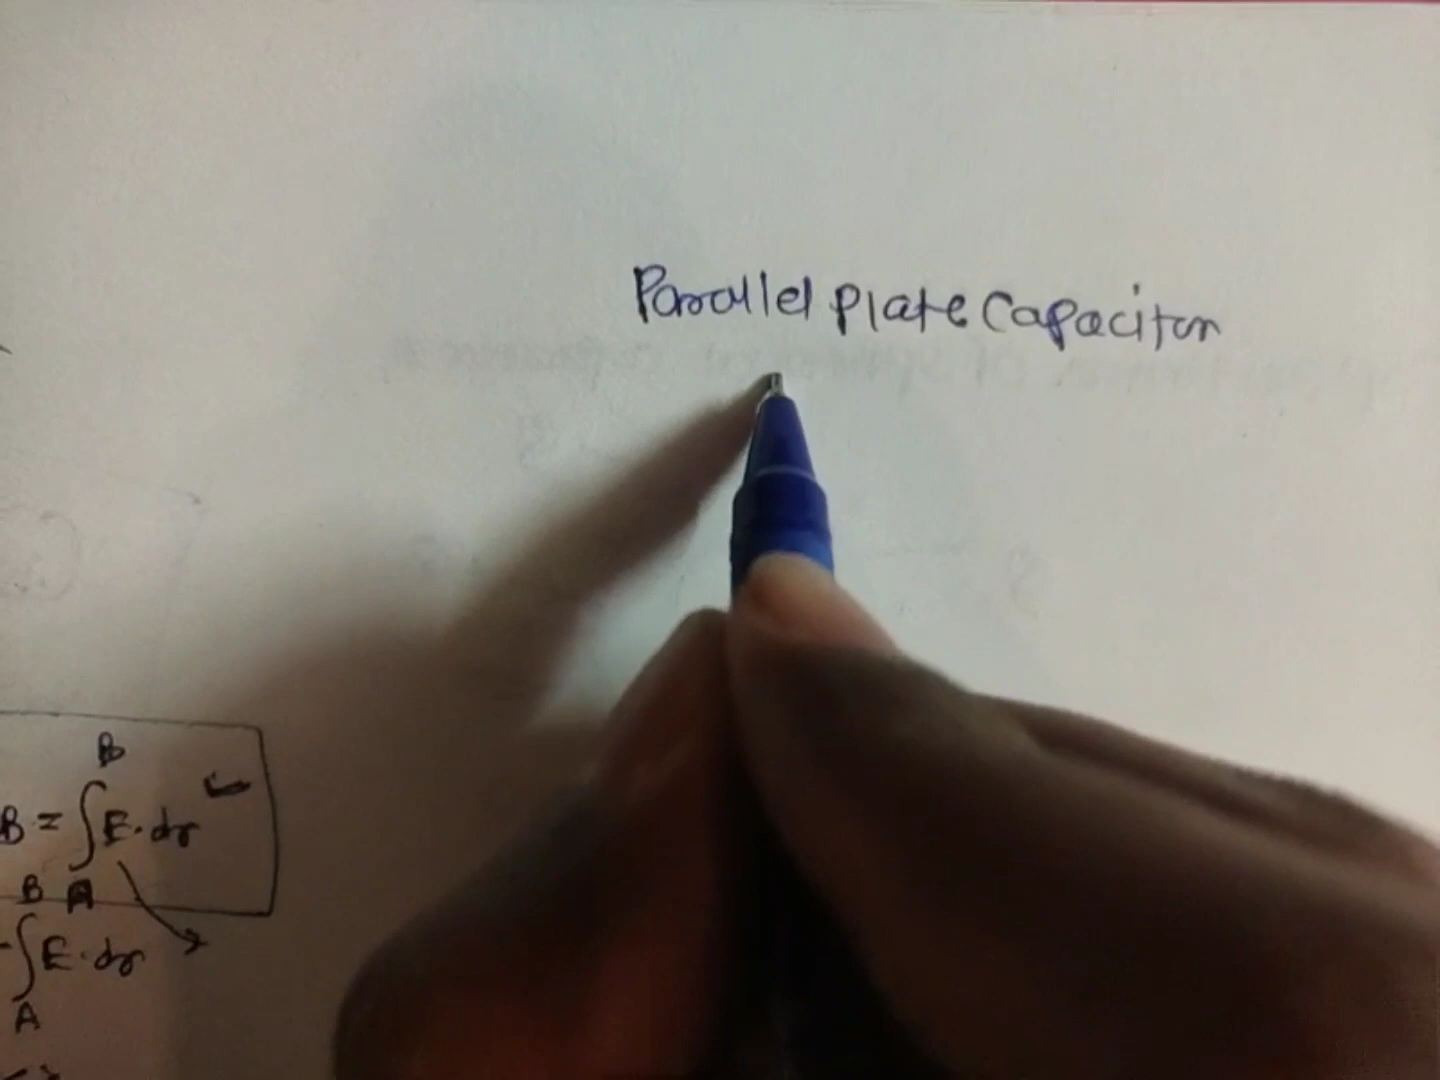 Parallel Plate Capacitor
B
B = ∫ E . dr
A
B
- ∫ E . dr
A